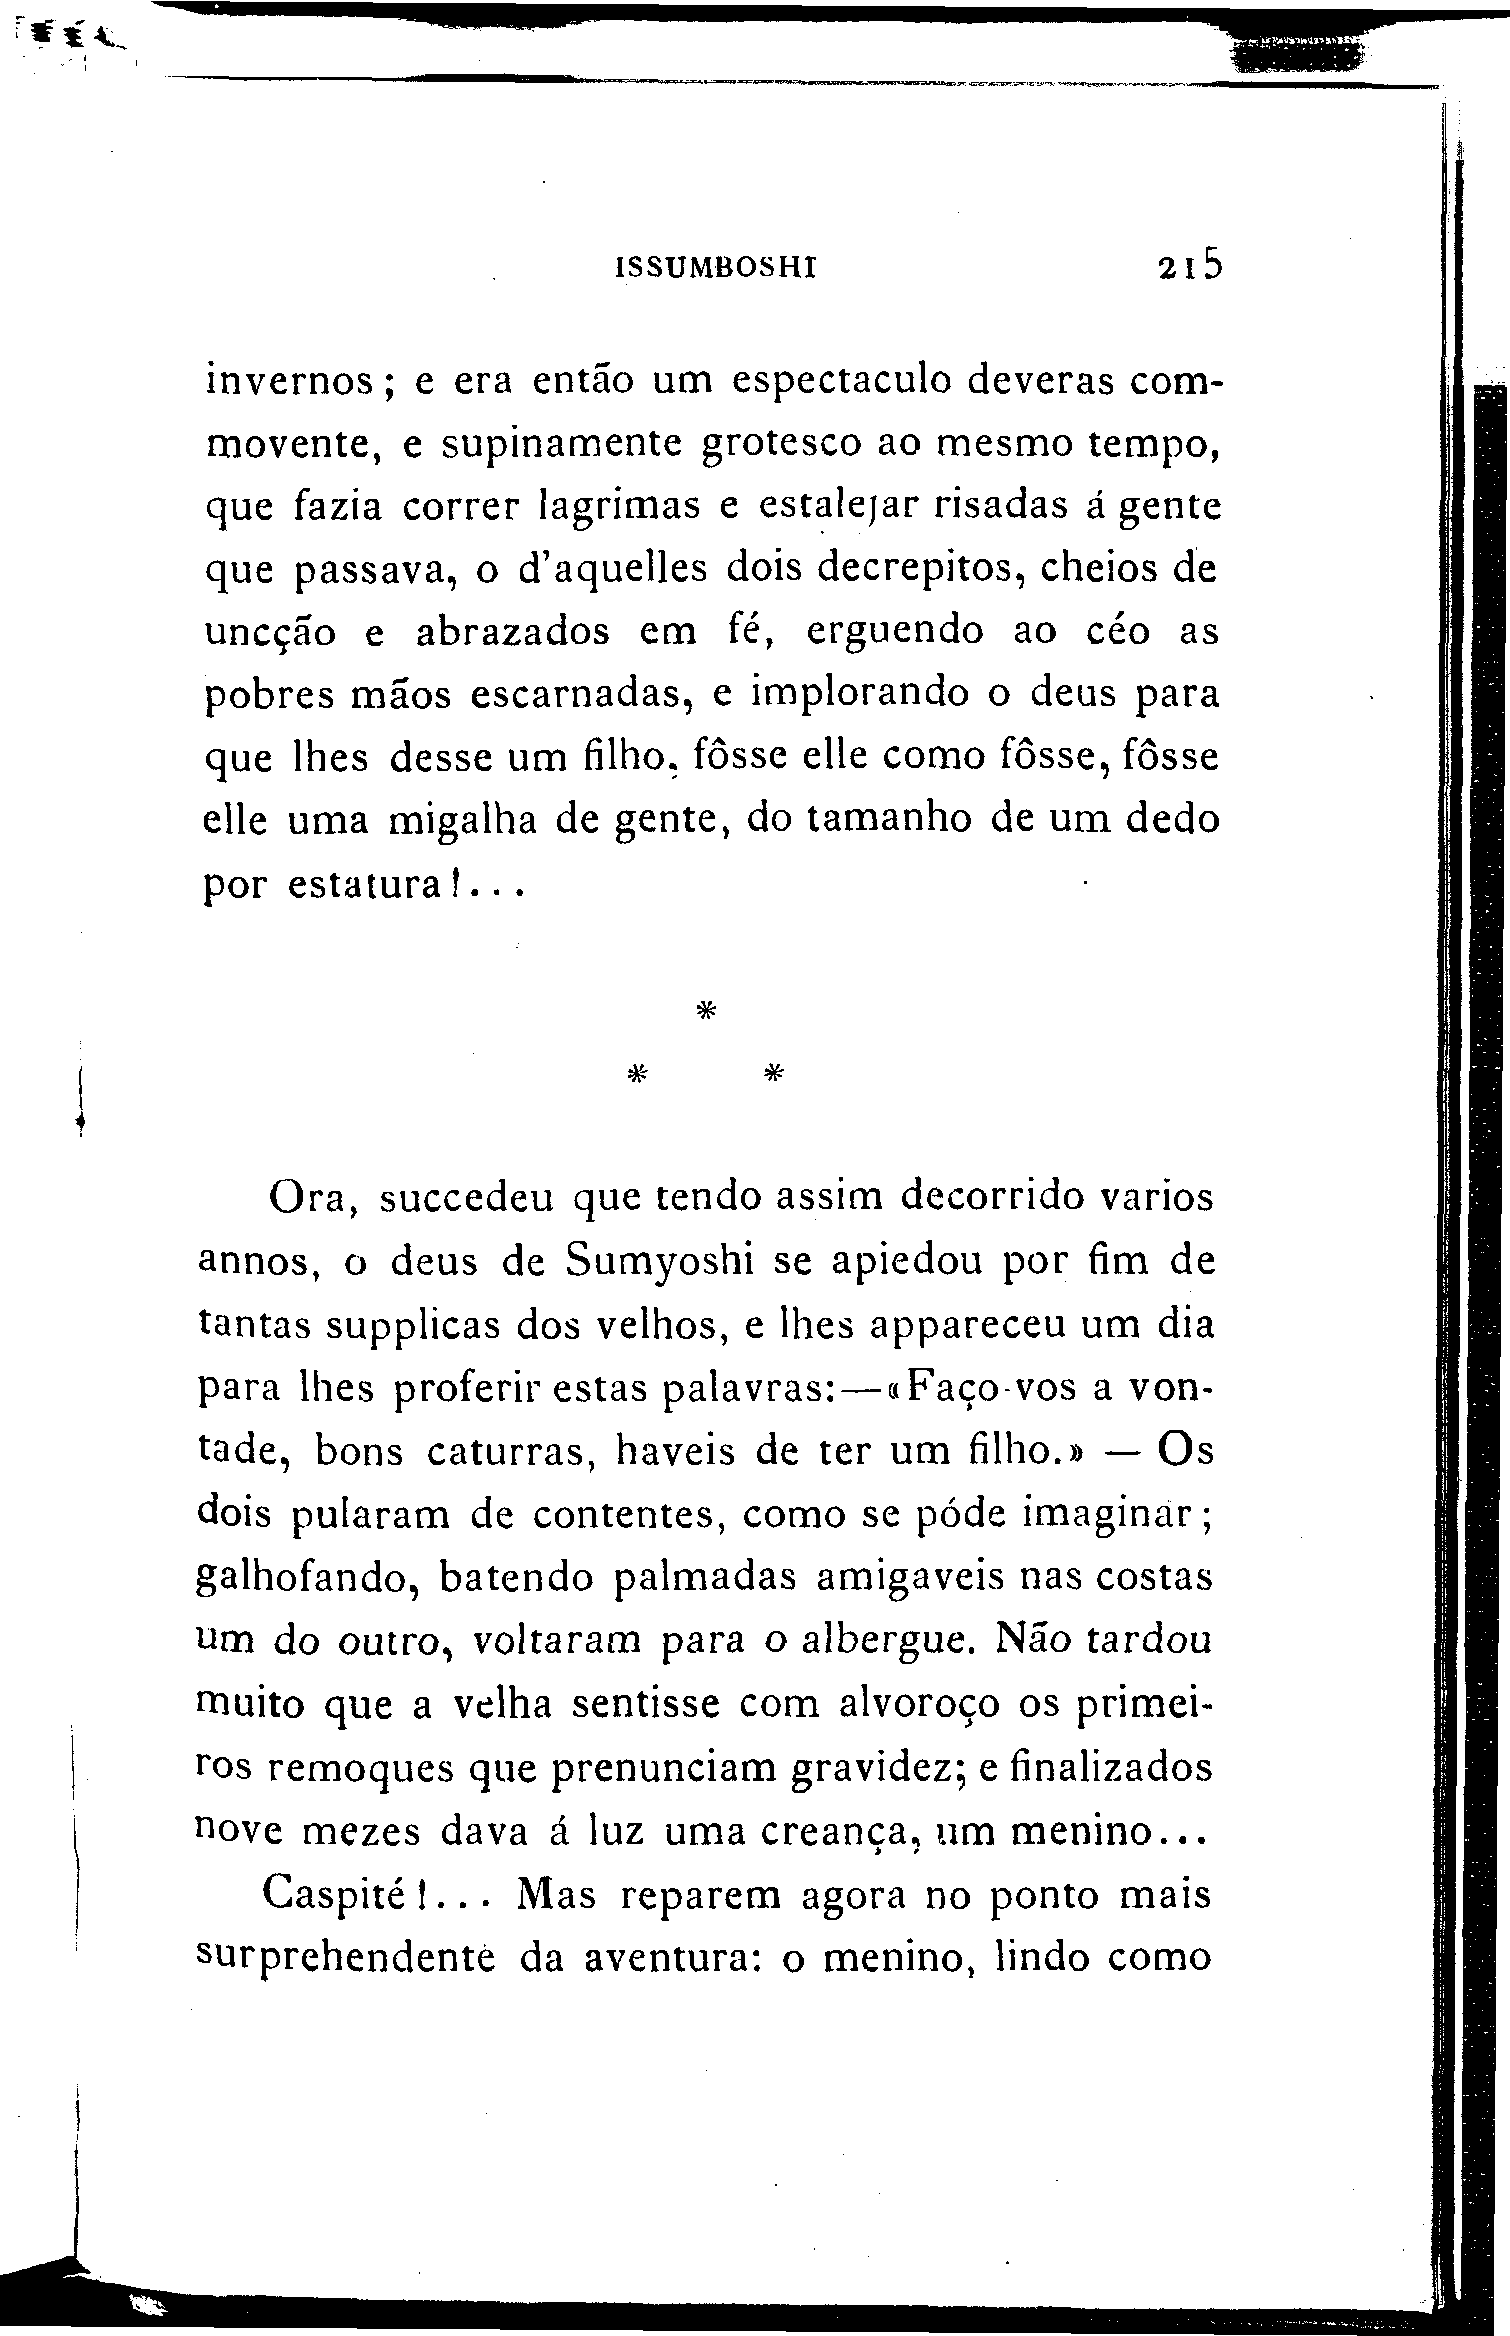 ISSUMBOSHI 215
invernos; e era então um espectaculo deveras com-
movente, e supinamente grotesco ao mesmo tempo,
que fazia correr lagrimas e estalejar risadas á gente
que passava, o d'aquelles dois decrepitos, cheios de
uncção e abrazados em fé, erguendo ao céo as
pobres mãos escarnadas, e implorando o deus para
que lhes desse um filho, fôsse elle como fôsse, fôsse
elle uma migalha de gente, do tamanho de um dedo
por estatura!...
*
* *
Ora, succedeu que tendo assim decorrido varios
annos, o deus de Sumyoshi se apiedou por fim de
tantas supplicas dos velhos, e lhes appareceu um dia
para lhes proferir estas palavras:—«Faço-vos a von-
tade, bons caturras, haveis de ter um filho.» — Os
dois pularam de contentes, como se póde imaginar;
galhofando, batendo palmadas amigaveis nas costas
um do outro, voltaram para o albergue. Não tardou
muito que a velha sentisse com alvoroço os primei-
ros remoques que prenunciam gravidez; e finalizados
nove mezes dava á luz uma creança, um menino...
Caspité!... Mas reparem agora no ponto mais
surprehendente da aventura: o menino, lindo como